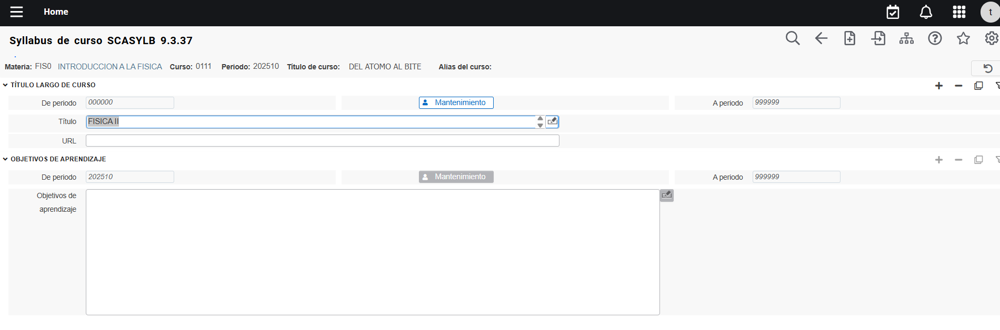 Home
t
Syllabus de curso SCASYLB 9.3.37
Materia: FIS0 INTRODUCCION A LA FISICA Curso: 0111 Periodo: 202510 Título de curso: DEL ATOMO AL BITE Alias del curso:
TÍTULO LARGO DE CURSO
De periodo 000000 Mantenimiento A periodo 999999
Título FISICA II
URL
OBJETIVOS DE APRENDIZAJE
De periodo 202510 Mantenimiento A periodo 999999
Objetivos de
aprendizaje